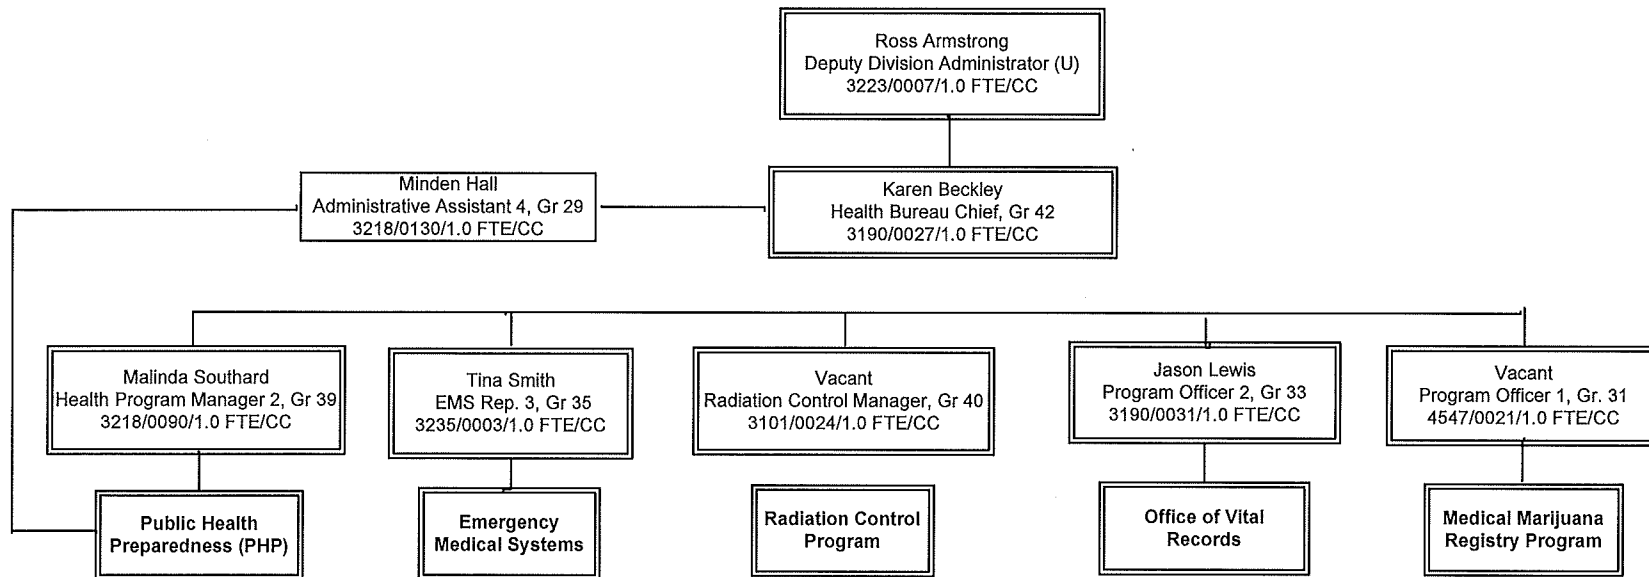 Ross Armstrong
Deputy Division Administrator (U)
3223/0007/1.0 FTE/CC
Minden Hall
Administrative Assistant 4, Gr 29
3218/0130/1.0 FTE/CC
Karen Beckley
Health Bureau Chief, Gr 42
3190/0027/1.0 FTE/CC
Malinda Southard
Health Program Manager 2, Gr 39
3218/0090/1.0 FTE/CC
Tina Smith
EMS Rep. 3, Gr 35
3235/0003/1.0 FTE/CC
Vacant
Radiation Control Manager, Gr 40
3101/0024/1.0 FTE/CC
Jason Lewis
Program Officer 2, Gr 33
3190/0031/1.0 FTE/CC
Vacant
Program Officer 1, Gr. 31
4547/0021/1.0 FTE/CC
Public Health
Preparedness (PHP)
Emergency
Medical Systems
Radiation Control
Program
Office of Vital
Records
Medical Marijuana
Registry Program